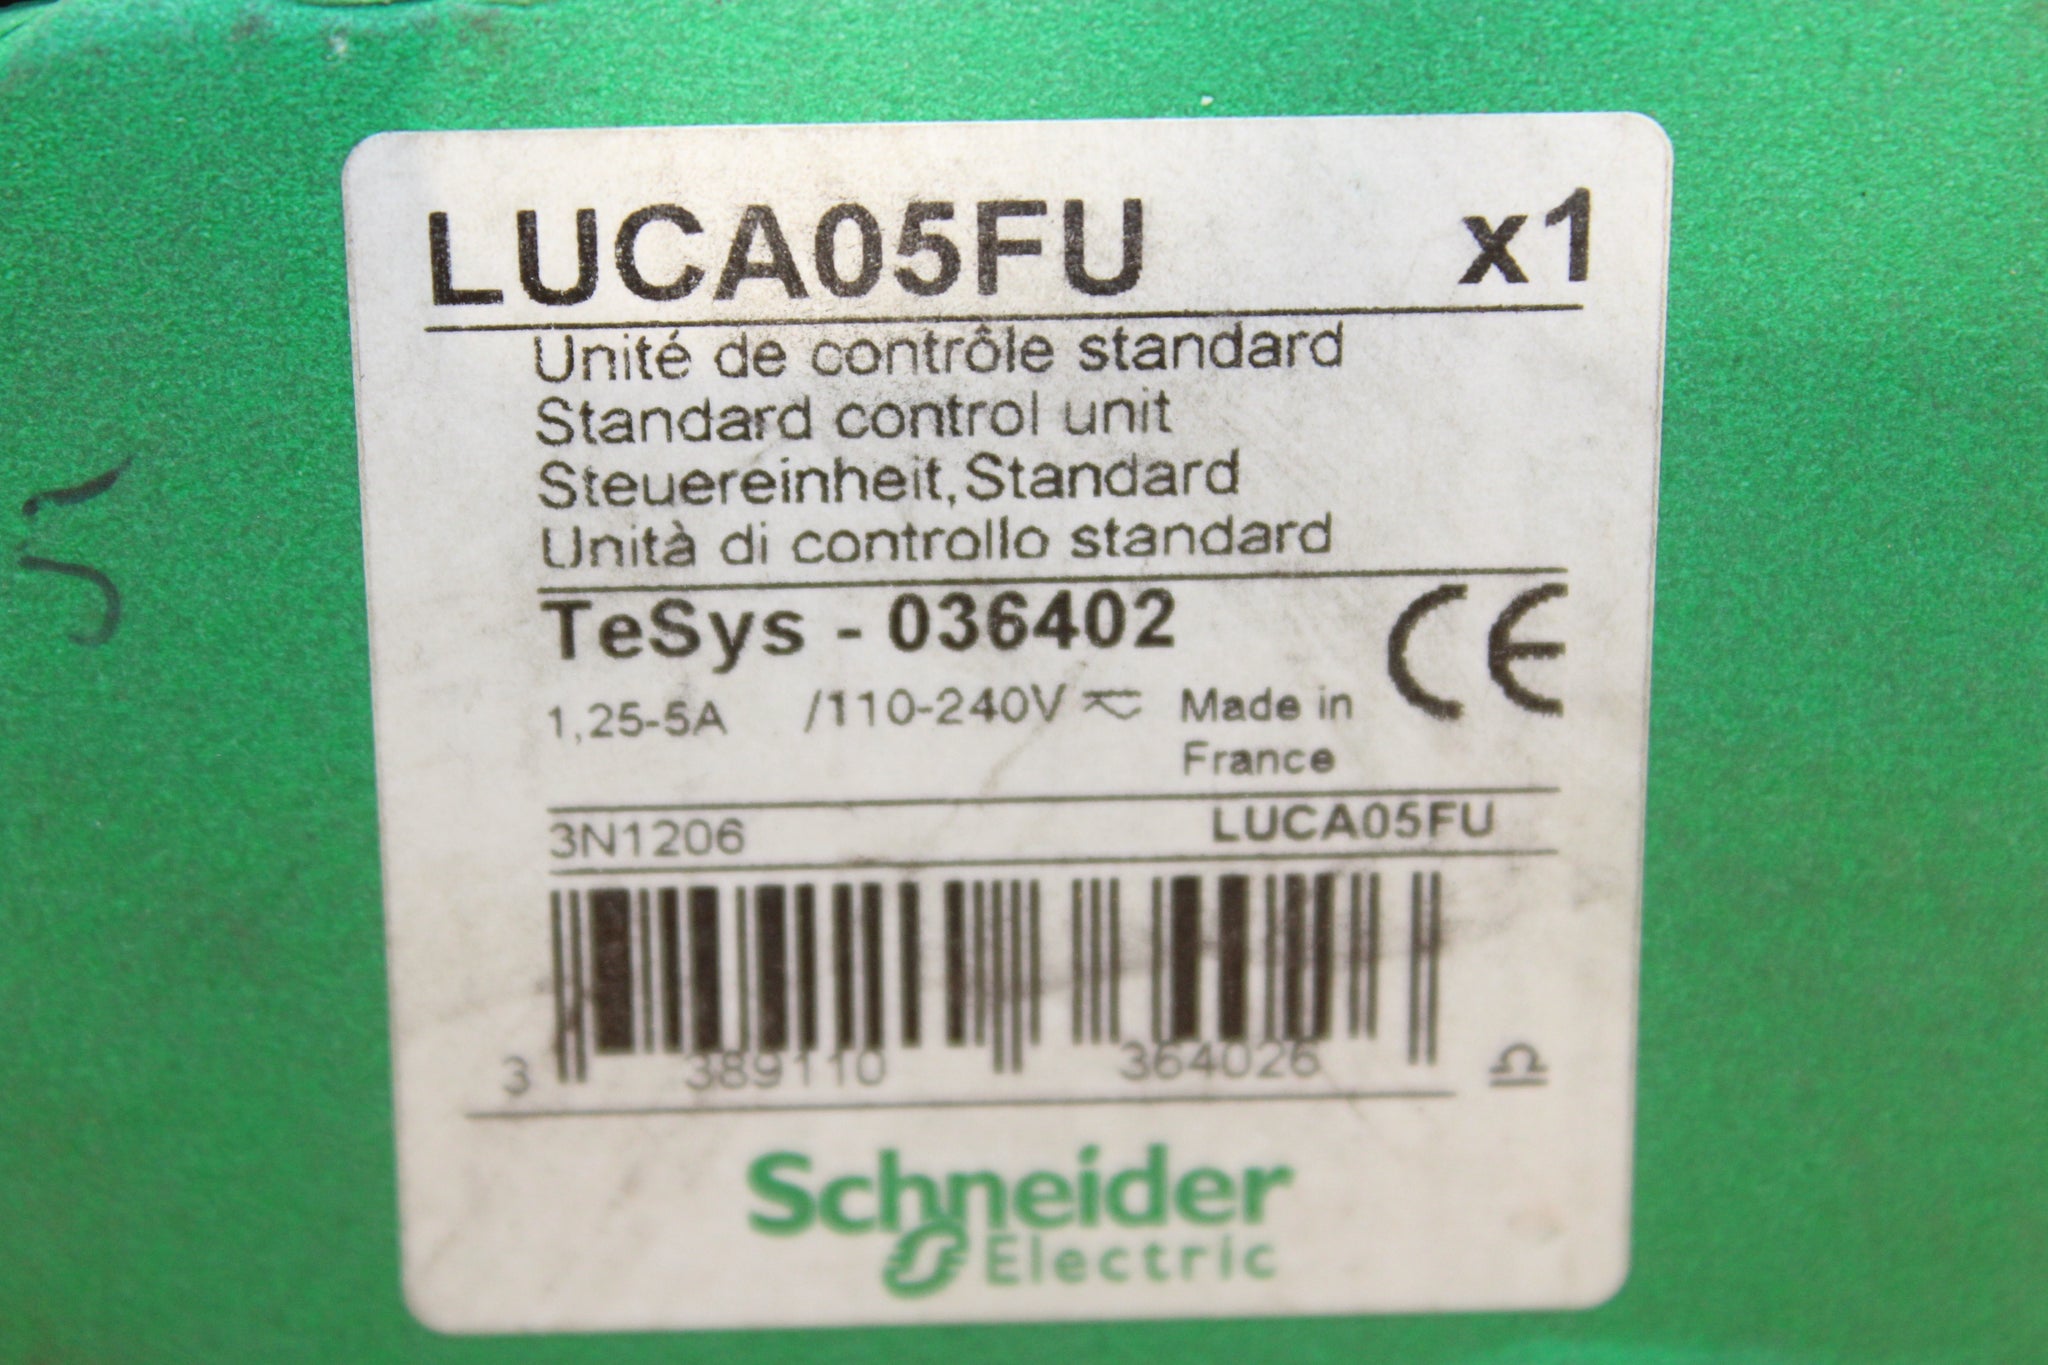 LUCA05FU x1
Unité de contrôle standard
Standard control unit
Steuereinheit,Standard
Unità di controllo standard
TeSys - 036402 CE
1,25-5A /110-240V Made in
France
3N1206 LUCA05FU
3 389110 364026
Schneider
Electric